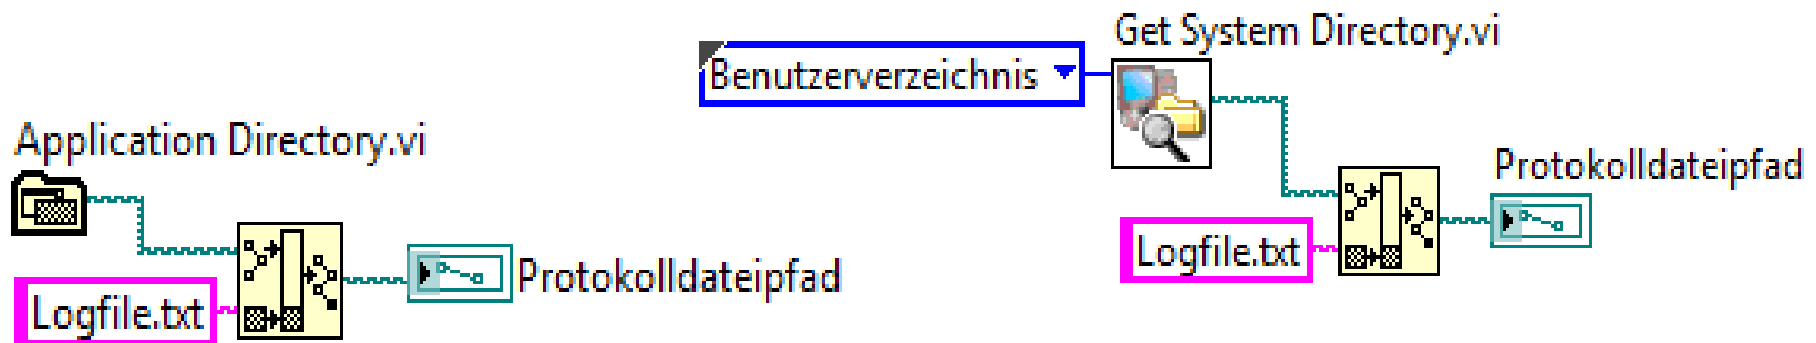 Application Directory.vi
Logfile.txt
Protokolldateipfad
Get System Directory.vi
Benutzerverzeichnis
Logfile.txt
Protokolldateipfad